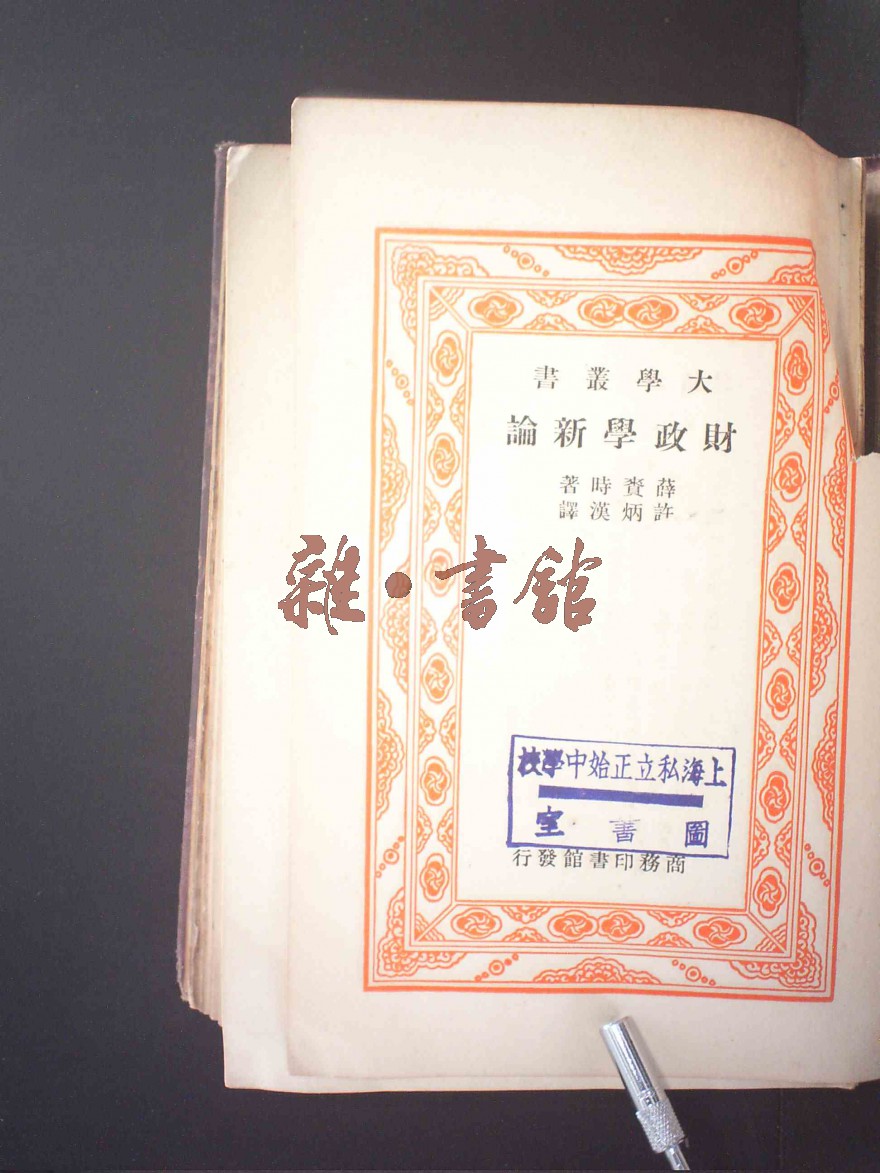 大學叢書
財政學新論
薛賚時著
許炳漢譯
雜·書館
上海私立正始中學校
圖書室
商務印書館發行